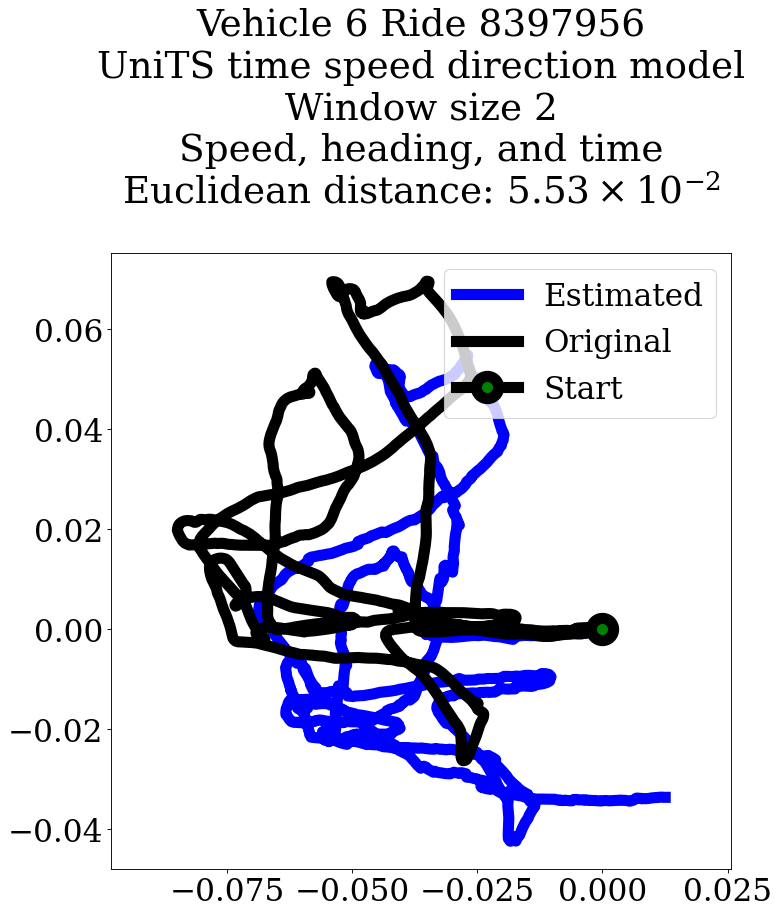 Vehicle 6 Ride 8397956
UniTS time speed direction model
Window size 2
Speed, heading, and time
Euclidean distance: 5.53 × 10⁻²
Estimated
Original
Start
0.06
0.04
0.02
0.00
−0.02
−0.04
−0.075 −0.050 −0.025 0.000 0.025